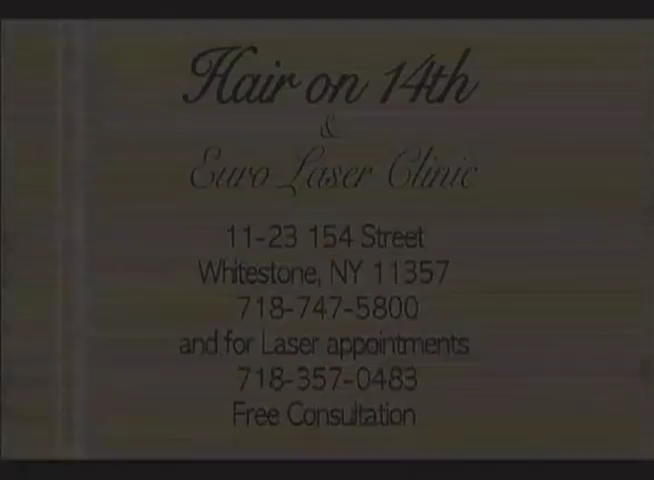 Hair on 14th
&
Euro Laser Clinic
11-23 154 Street
Whitestone, NY 11357
718-747-5800
and for Laser appointments
718-357-0483
Free Consultation